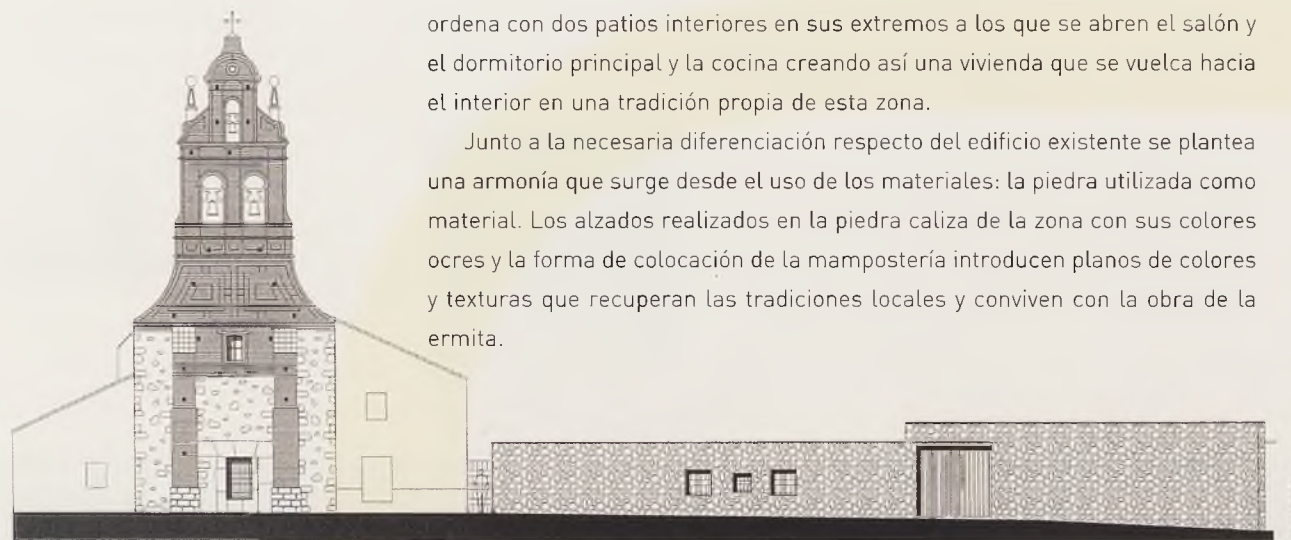 ordena con dos patios interiores en sus extremos a los que se abren el salón y
el dormitorio principal y la cocina creando así una vivienda que se vuelca hacia
el interior en una tradición propia de esta zona.
Junto a la necesaria diferenciación respecto del edificio existente se plantea
una armonía que surge desde el uso de los materiales: la piedra utilizada como
material. Los alzados realizados en la piedra caliza de la zona con sus colores
ocres y la forma de colocación de la mampostería introducen planos de colores
y texturas que recuperan las tradiciones locales y conviven con la obra de la
ermita.